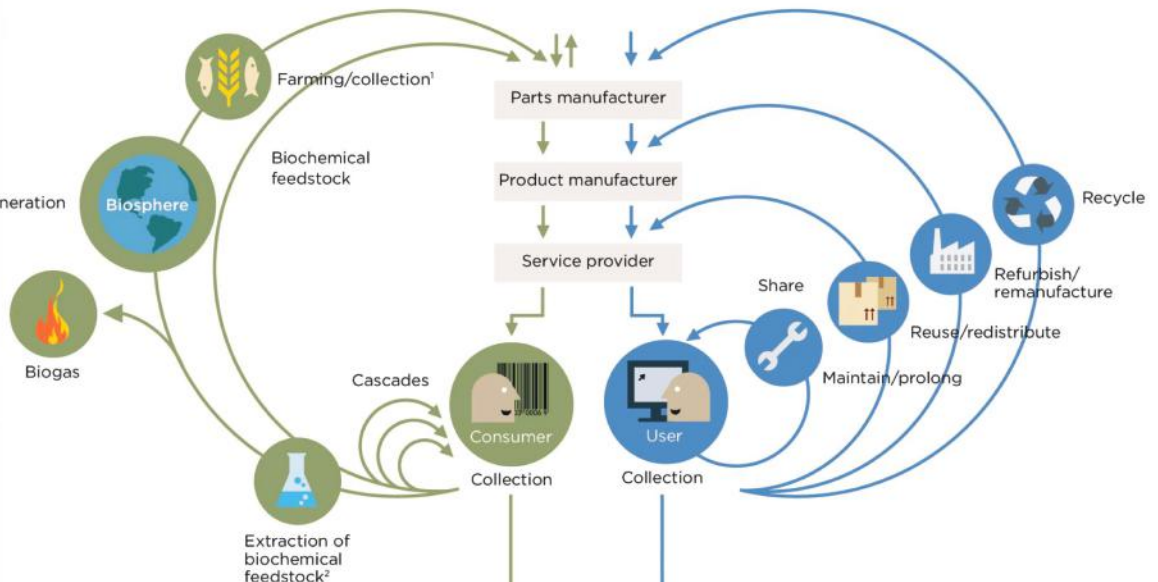 Farming/collection¹
Parts manufacturer
Biochemical
feedstock
Product manufacturer
neration
Biosphere
Recycle
Service provider
Share
Refurbish/
remanufacture
Reuse/redistribute
Biogas
Cascades
Maintain/prolong
Consumer
User
Collection
Collection
Extraction of
biochemical
feedstock²